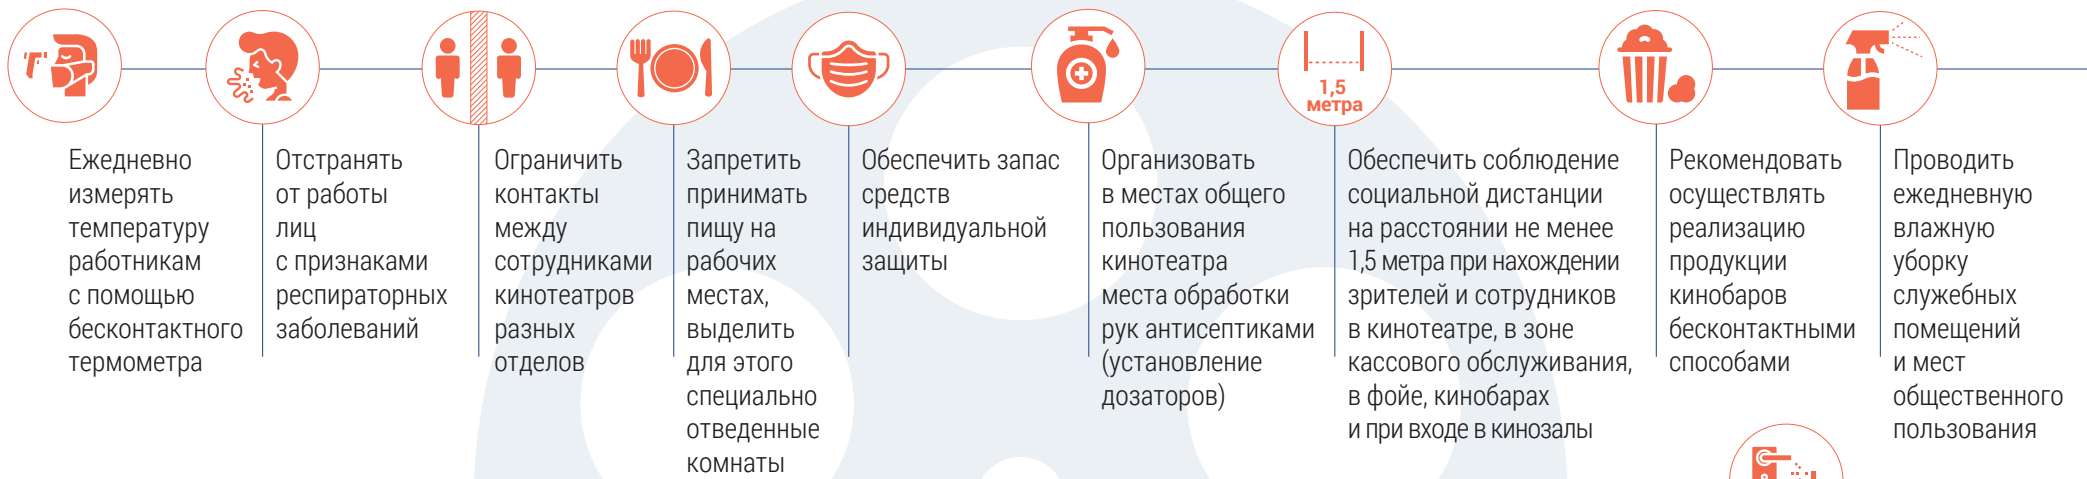 1,5
метра
Ежедневно
измерять
температуру
работникам
с помощью
бесконтактного
термометра
Отстранять
от работы
лиц
с признаками
респираторных
заболеваний
Ограничить
контакты
между
сотрудниками
кинотеатров
разных
отделов
Запретить
принимать
пищу на
рабочих
местах,
выделить
для этого
специально
отведенные
комнаты
Обеспечить запас
средств
индивидуальной
защиты
Организовать
в местах общего
пользования
кинотеатра
места обработки
рук антисептиками
(установление
дозаторов)
Обеспечить соблюдение
социальной дистанции
на расстоянии не менее
1,5 метра при нахождении
зрителей и сотрудников
в кинотеатре, в зоне
кассового обслуживания,
в фойе, кинобарах
и при входе в кинозалы
Рекомендовать
осуществлять
реализацию
продукции
кинобаров
бесконтактными
способами
Проводить
ежедневную
влажную
уборку
служебных
помещений
и мест
общественного
пользования